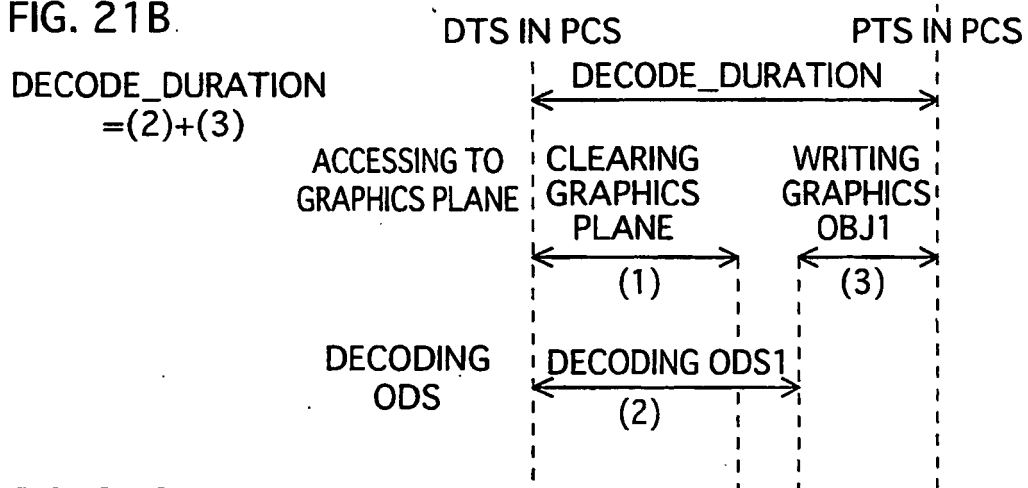 FIG. 21B.
DTS IN PCS
PTS IN PCS
DECODE_DURATION
=(2)+(3)
DECODE_DURATION
ACCESSING TO
GRAPHICS PLANE
CLEARING
GRAPHICS
PLANE
WRITING
GRAPHICS
OBJ1
(1)
(3)
DECODING
ODS
DECODING ODS1
(2)